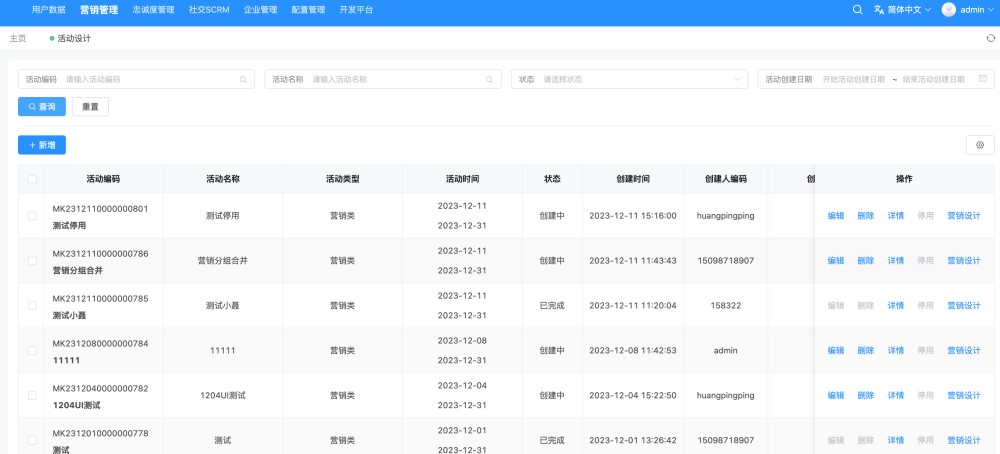 用户数据 营销管理 忠诚度管理 社交SCRM 企业管理 配置管理 开发平台 简体中文 admin
主页 活动设计
活动编码 请输入活动编码 活动名称 请输入活动名称 状态 请选择状态 活动创建日期 开始活动创建日期 ~ 结束活动创建日期
查询 重置
+ 新增
活动编码 活动名称 活动类型 活动时间 状态 创建时间 创建人编码 创 操作
MK2312110000000801 测试停用 营销类 2023-12-11 创建中 2023-12-11 15:16:00 huangpingping 编辑 删除 详情 停用 营销设计
测试停用 2023-12-31
MK2312110000000786 营销分组合并 营销类 2023-12-11 创建中 2023-12-11 11:43:43 15098718907 编辑 删除 详情 停用 营销设计
营销分组合并 2023-12-31
MK2312110000000785 测试小聂 营销类 2023-12-11 已完成 2023-12-11 11:20:04 158322 编辑 删除 详情 停用 营销设计
测试小聂 2023-12-31
MK2312080000000784 11111 营销类 2023-12-08 创建中 2023-12-08 11:42:53 admin 编辑 删除 详情 停用 营销设计
11111 2023-12-31
MK2312040000000782 1204UI测试 营销类 2023-12-04 创建中 2023-12-04 15:22:50 huangpingping 编辑 删除 详情 停用 营销设计
1204UI测试 2023-12-31
MK2312010000000778 测试 营销类 2023-12-01 已完成 2023-12-01 13:26:42 15098718907 编辑 删除 详情 停用 营销设计
测试 2023-12-31